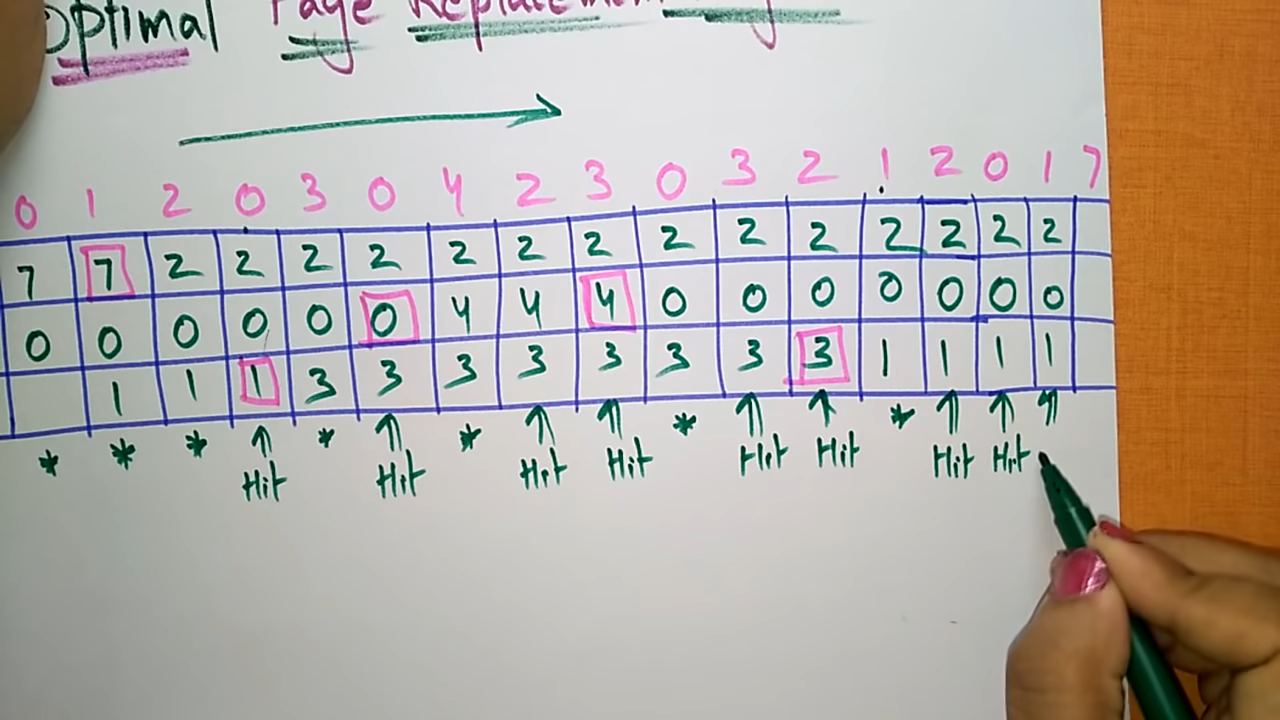 Optimal Page Replacement
0 1 2 0 3 0 4 2 3 0 3 2 1 2 0 1 7
7 7 2 2 2 2 2 2 2 2 2 2 2 2 2 2
0 0 0 0 0 0 4 4 4 0 0 0 0 0 0 0
1 1 1 3 3 3 3 3 3 3 3 1 1 1 1
* * * ↑ * ↑ * ↑ ↑ * ↑ ↑ * ↑ ↑ ↑
Hit Hit Hit Hit Hit Hit Hit Hit